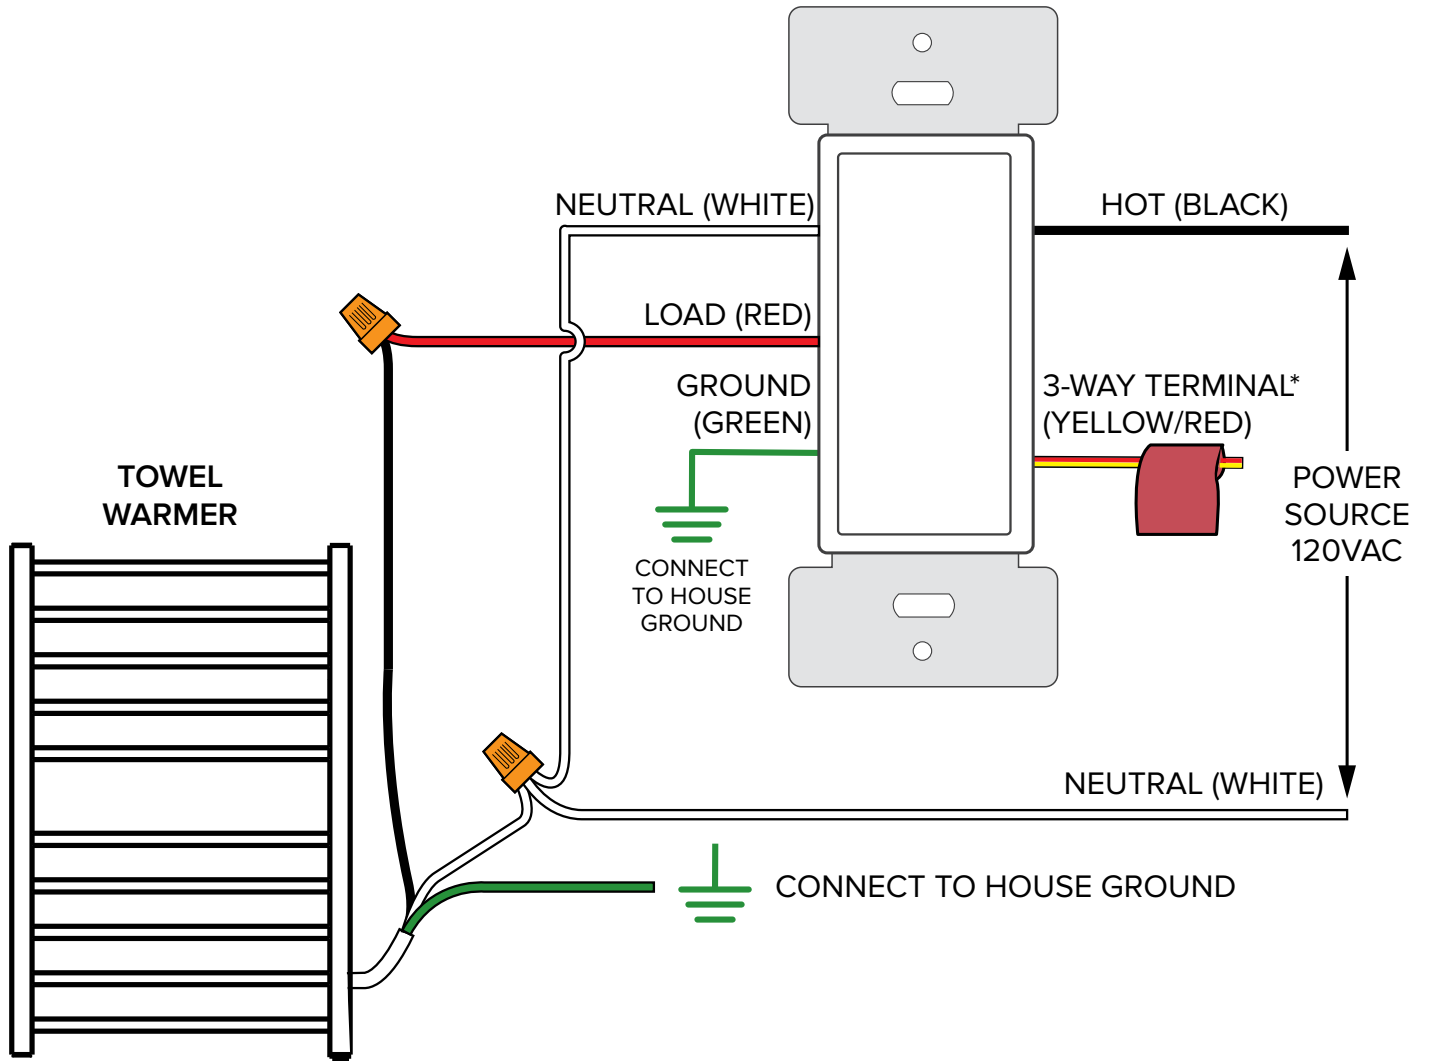 NEUTRAL (WHITE)
HOT (BLACK)
LOAD (RED)
GROUND
(GREEN)
3-WAY TERMINAL*
(YELLOW/RED)
TOWEL
WARMER
POWER
SOURCE
120VAC
CONNECT
TO HOUSE
GROUND
NEUTRAL (WHITE)
CONNECT TO HOUSE GROUND